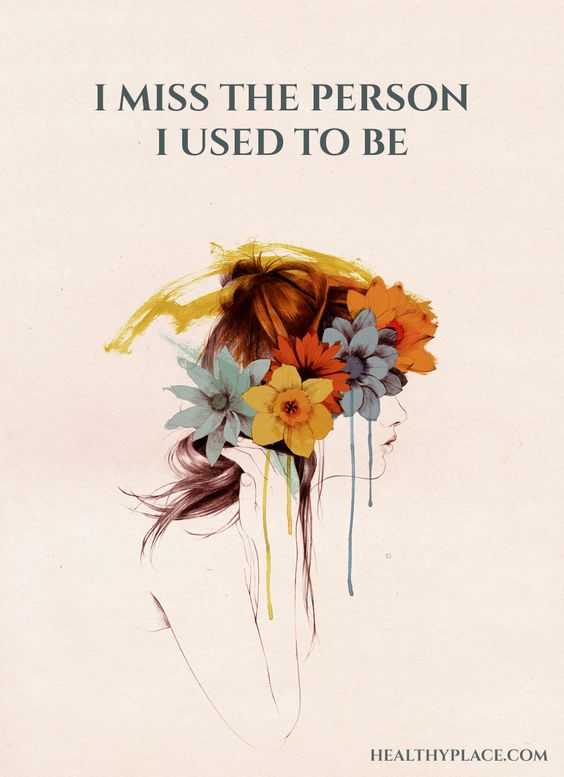 I MISS THE PERSON
I USED TO BE
HEALTHYPLACE.COM